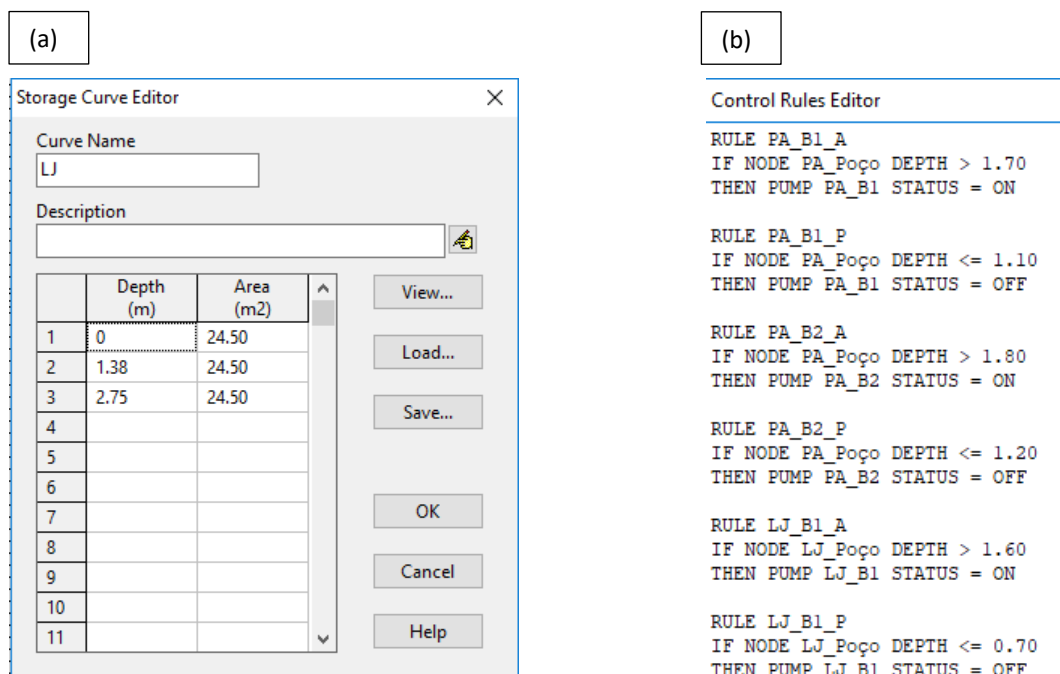 (a)
Storage Curve Editor
Curve Name
LJ
Description
Depth Area
(m) (m2)
1 0 24.50
2 1.38 24.50
3 2.75 24.50
4
5
6
7
8
9
10
11
View...
Load...
Save...
OK
Cancel
Help
(b)
Control Rules Editor
RULE PA_B1_A
IF NODE PA_Poço DEPTH > 1.70
THEN PUMP PA_B1 STATUS = ON
RULE PA_B1_P
IF NODE PA_Poço DEPTH <= 1.10
THEN PUMP PA_B1 STATUS = OFF
RULE PA_B2_A
IF NODE PA_Poço DEPTH > 1.80
THEN PUMP PA_B2 STATUS = ON
RULE PA_B2_P
IF NODE PA_Poço DEPTH <= 1.20
THEN PUMP PA_B2 STATUS = OFF
RULE LJ_B1_A
IF NODE LJ_Poço DEPTH > 1.60
THEN PUMP LJ_B1 STATUS = ON
RULE LJ_B1_P
IF NODE LJ_Poço DEPTH <= 0.70
THEN PUMP LJ_B1 STATUS = OFF